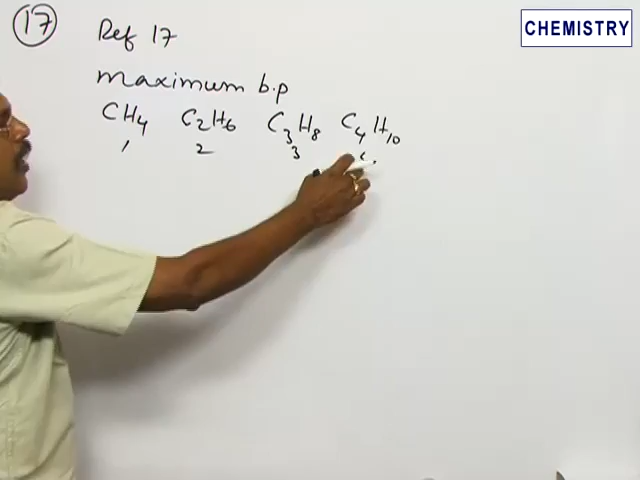 17 Ref 17
CHEMISTRY
maximum b.p
CH4 C2H6 C3H8 C4H10
1 2 3